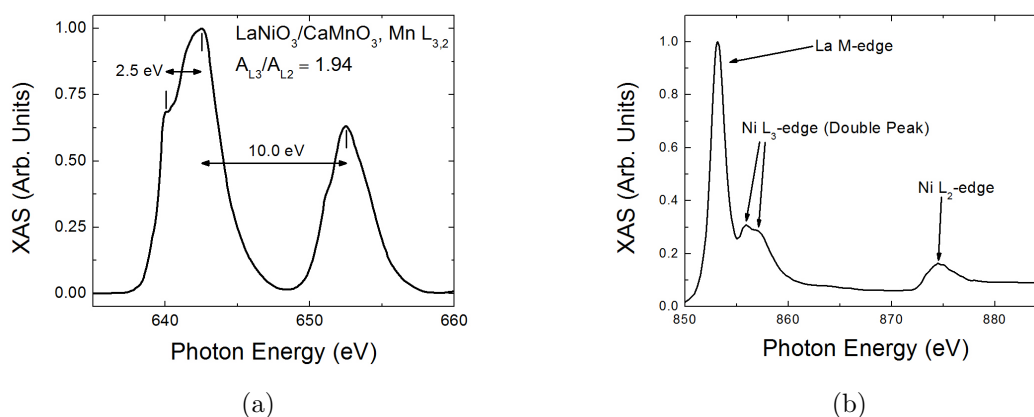 LaNiO₃/CaMnO₃, Mn L₃,₂
A_L3/A_L2 = 1.94
2.5 eV
10.0 eV
XAS (Arb. Units)
1.00
0.75
0.50
0.25
0.00
640
650
660
Photon Energy (eV)
(a)
La M-edge
Ni L₃-edge (Double Peak)
Ni L₂-edge
XAS (Arb. Units)
1.0
0.8
0.6
0.4
0.2
0.0
850
860
870
880
Photon Energy (eV)
(b)